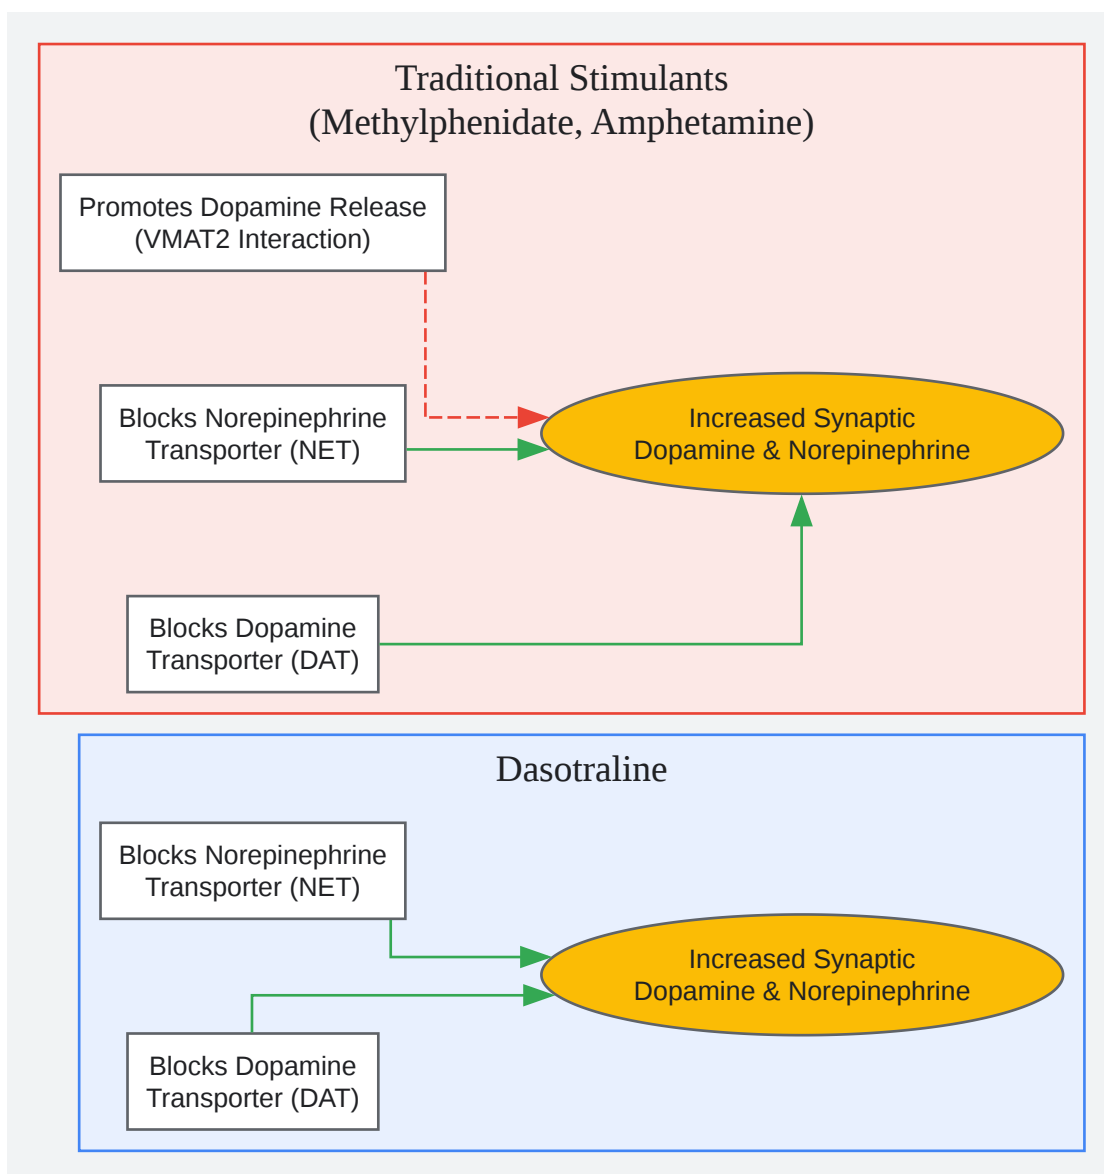 Traditional Stimulants
(Methylphenidate, Amphetamine)
Promotes Dopamine Release
(VMAT2 Interaction)
Blocks Norepinephrine
Transporter (NET)
Increased Synaptic
Dopamine & Norepinephrine
Blocks Dopamine
Transporter (DAT)
Dasotraline
Blocks Norepinephrine
Transporter (NET)
Increased Synaptic
Dopamine & Norepinephrine
Blocks Dopamine
Transporter (DAT)